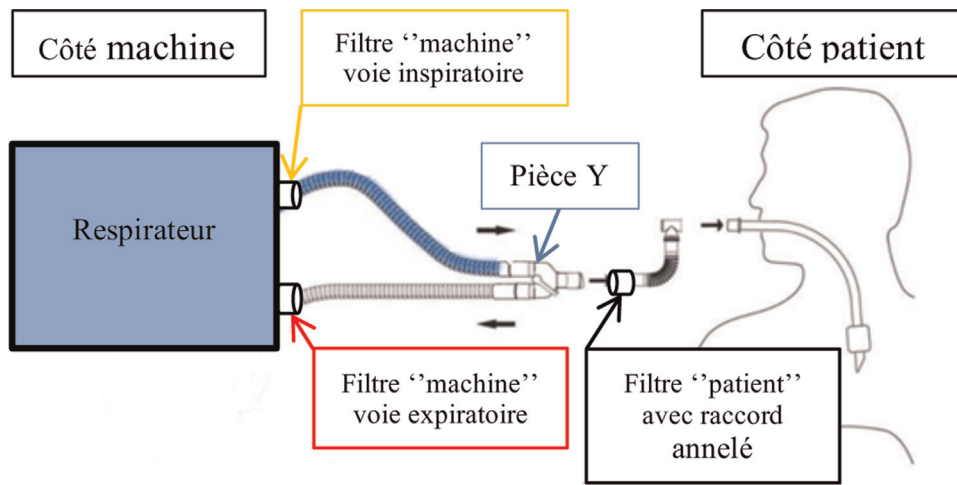 Côté machine
Filtre ‘‘machine’’
voie inspiratoire
Côté patient
Pièce Y
Respirateur
Filtre ‘‘machine’’
voie expiratoire
Filtre ‘‘patient’’
avec raccord
annelé